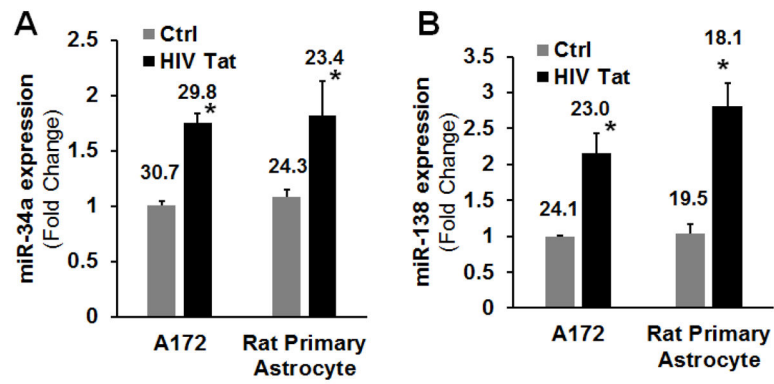 A
miR-34a expression
(Fold Change)
2.5
2
1.5
1
0.5
0
Ctrl
HIV Tat
30.7
29.8
*
24.3
23.4
*
A172
Rat Primary
Astrocyte
B
miR-138 expression
(Fold Change)
3.5
3
2.5
2
1.5
1
0.5
0
Ctrl
HIV Tat
24.1
23.0
*
19.5
18.1
*
A172
Rat Primary
Astrocyte